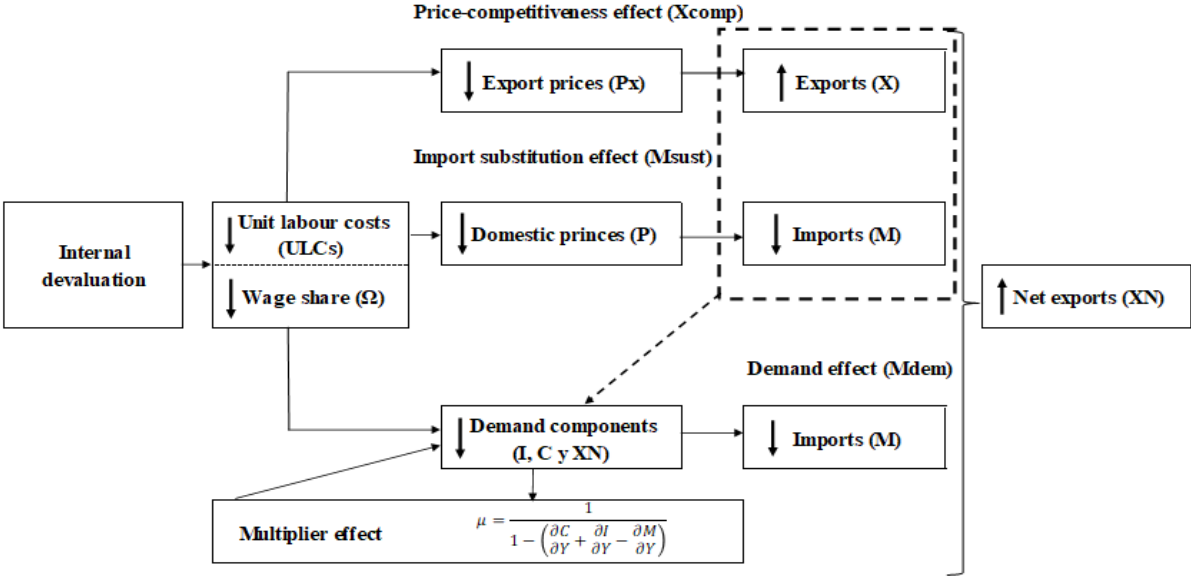 Price-competitiveness effect (Xcomp)
Export prices (Px)
Exports (X)
Import substitution effect (Msust)
Internal
devaluation
Unit labour costs
(ULCs)
Wage share (Ω)
Domestic princes (P)
Imports (M)
Net exports (XN)
Demand effect (Mdem)
Demand components
(I, C y XN)
Imports (M)
Multiplier effect
μ = 1 / (1 − (∂C/∂Y + ∂I/∂Y − ∂M/∂Y))